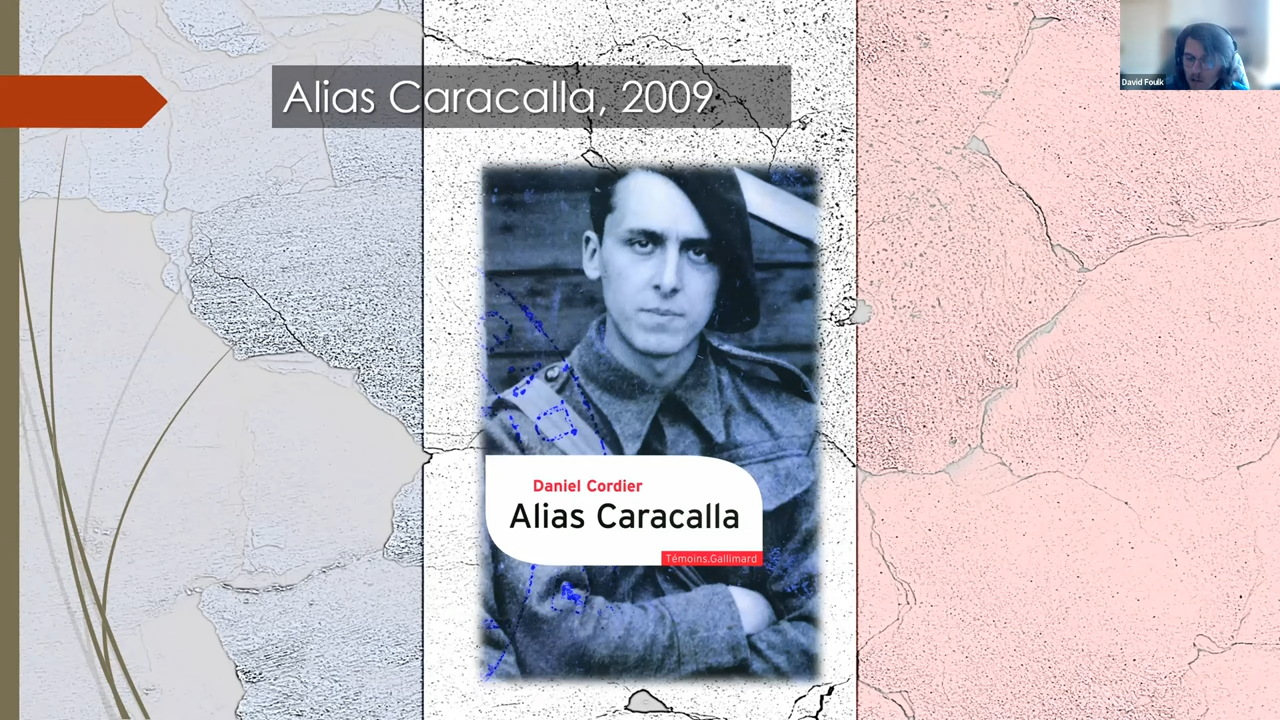 Alias Caracalla, 2009
David Foulk
Daniel Cordier
Alias Caracalla
Témoins.Gallimard